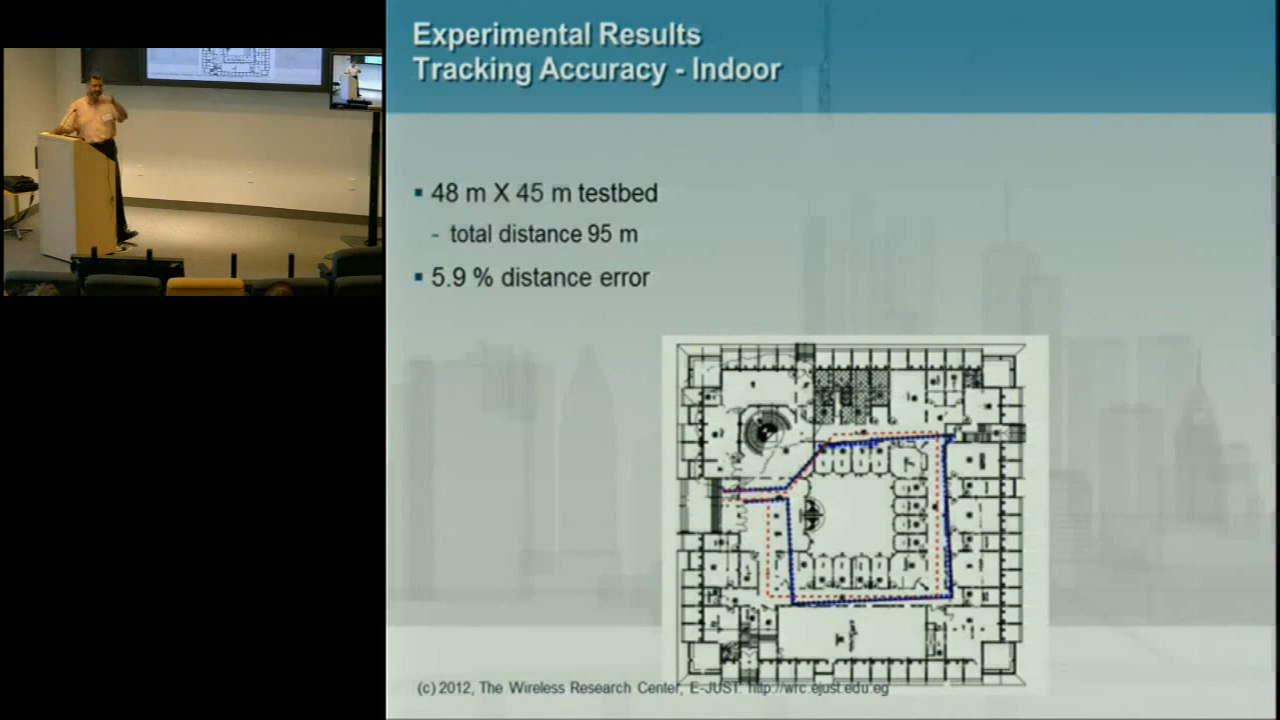 Experimental Results
Tracking Accuracy - Indoor
▪ 48 m X 45 m testbed
- total distance 95 m
▪ 5.9 % distance error
(c) 2012, The Wireless Research Center, E-JUST. http://wrc.ejust.edu.eg